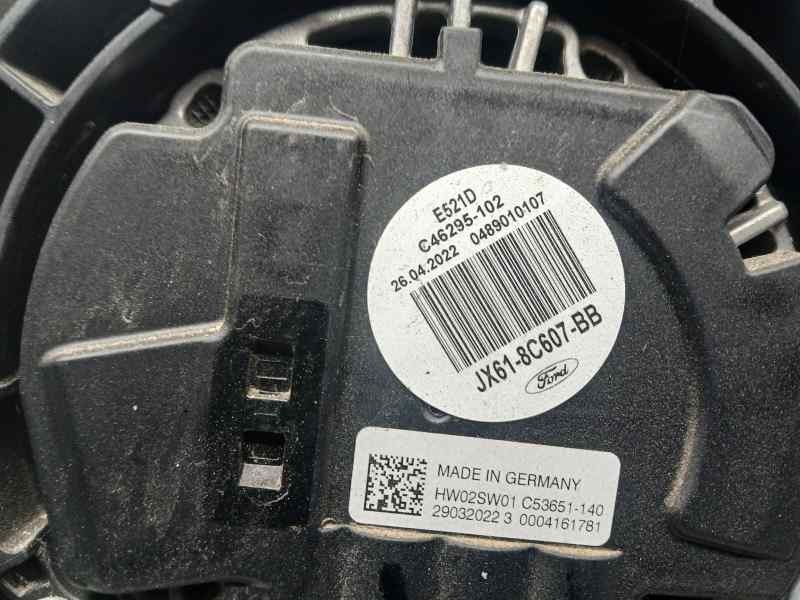 E521D
C46295-102
26.04.2022 0489010107
JX61-8C607-BB
Ford
MADE IN GERMANY
HW02SW01 C53651-140
29032022 3 0004161781